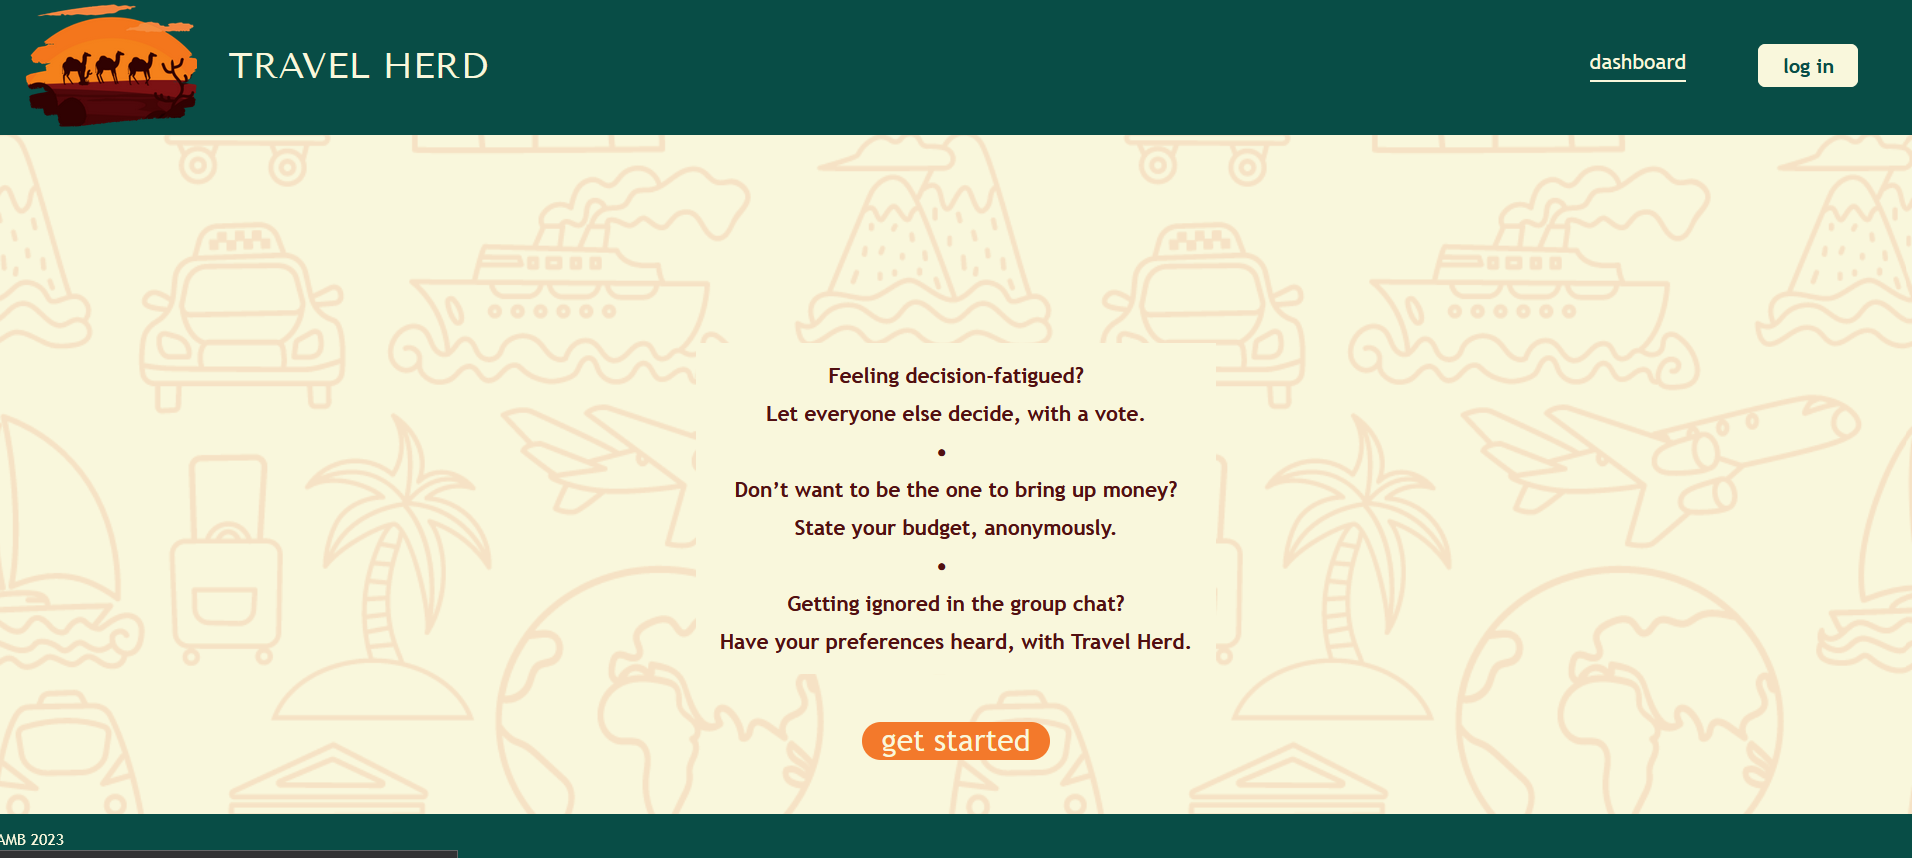 TRAVEL HERD
dashboard
log in
Feeling decision-fatigued?
Let everyone else decide, with a vote.
•
Don’t want to be the one to bring up money?
State your budget, anonymously.
•
Getting ignored in the group chat?
Have your preferences heard, with Travel Herd.
get started
AMB 2023